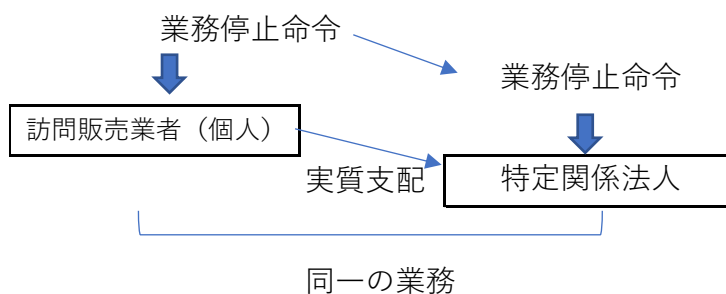 業務停止命令
業務停止命令
訪問販売業者（個人）
実質支配
特定関係法人
同一の業務